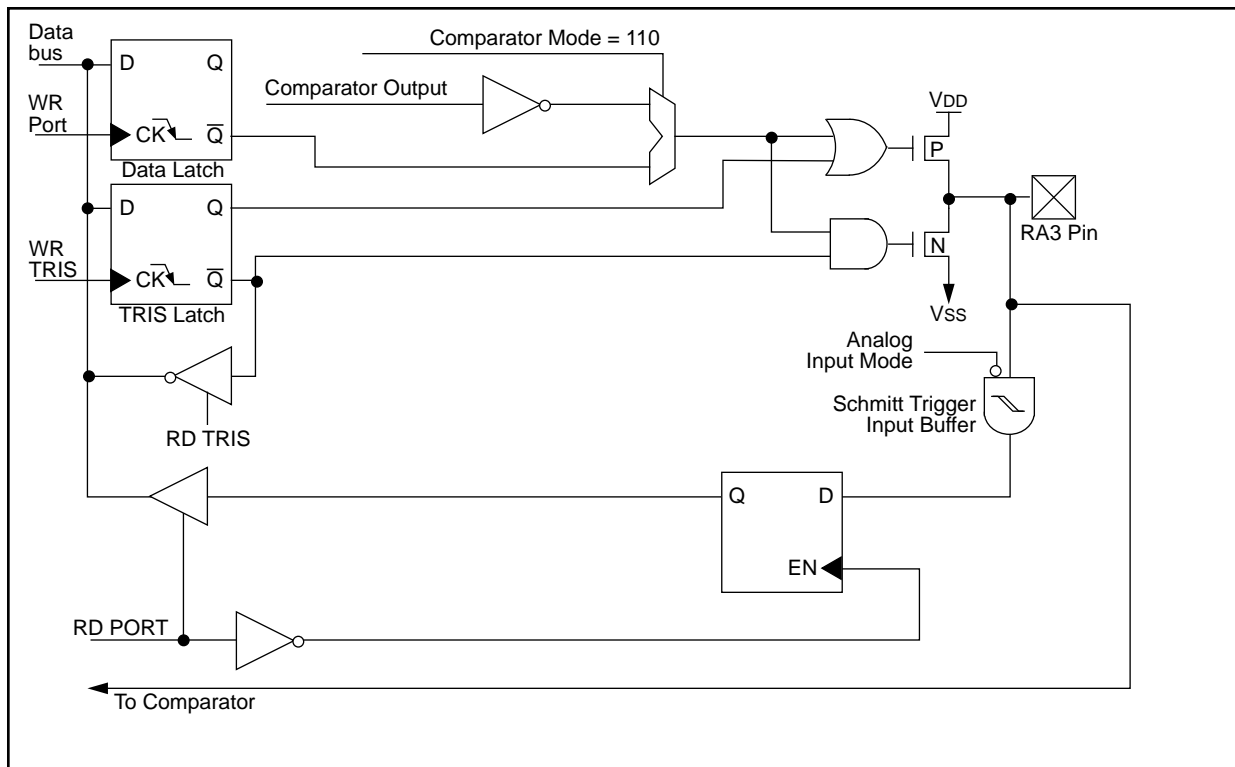 Data
bus
D
Q
WR
Port
CK
Q̅
Data Latch
D
Q
WR
TRIS
CK
Q̅
TRIS Latch
RD TRIS
Comparator Mode = 110
Comparator Output
VDD
P
RA3 Pin
N
VSS
Analog
Input Mode
Schmitt Trigger
Input Buffer
Q
D
EN
RD PORT
To Comparator